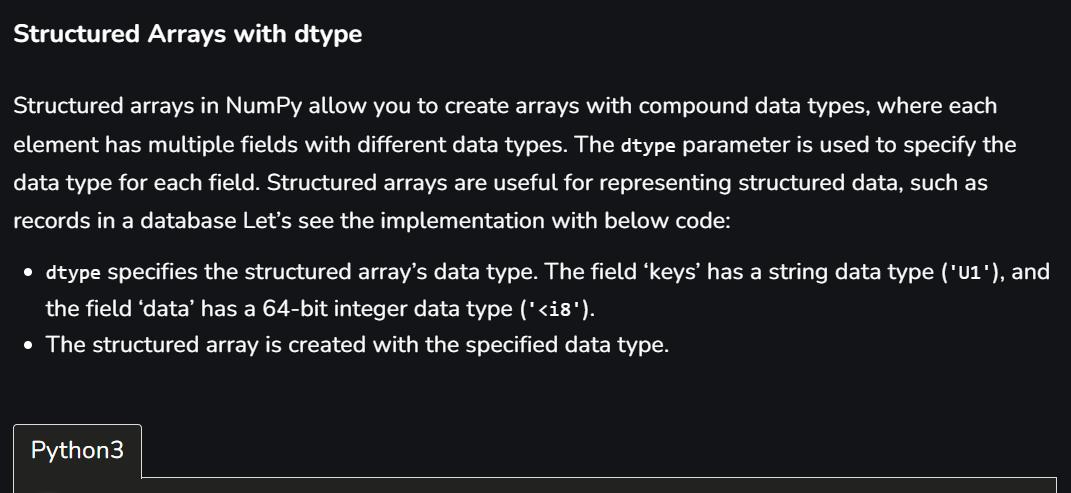 Structured Arrays with dtype
Structured arrays in NumPy allow you to create arrays with compound data types, where each
element has multiple fields with different data types. The dtype parameter is used to specify the
data type for each field. Structured arrays are useful for representing structured data, such as
records in a database Let’s see the implementation with below code:
• dtype specifies the structured array’s data type. The field ‘keys’ has a string data type ('U1'), and
the field ‘data’ has a 64-bit integer data type ('<i8').
• The structured array is created with the specified data type.
Python3